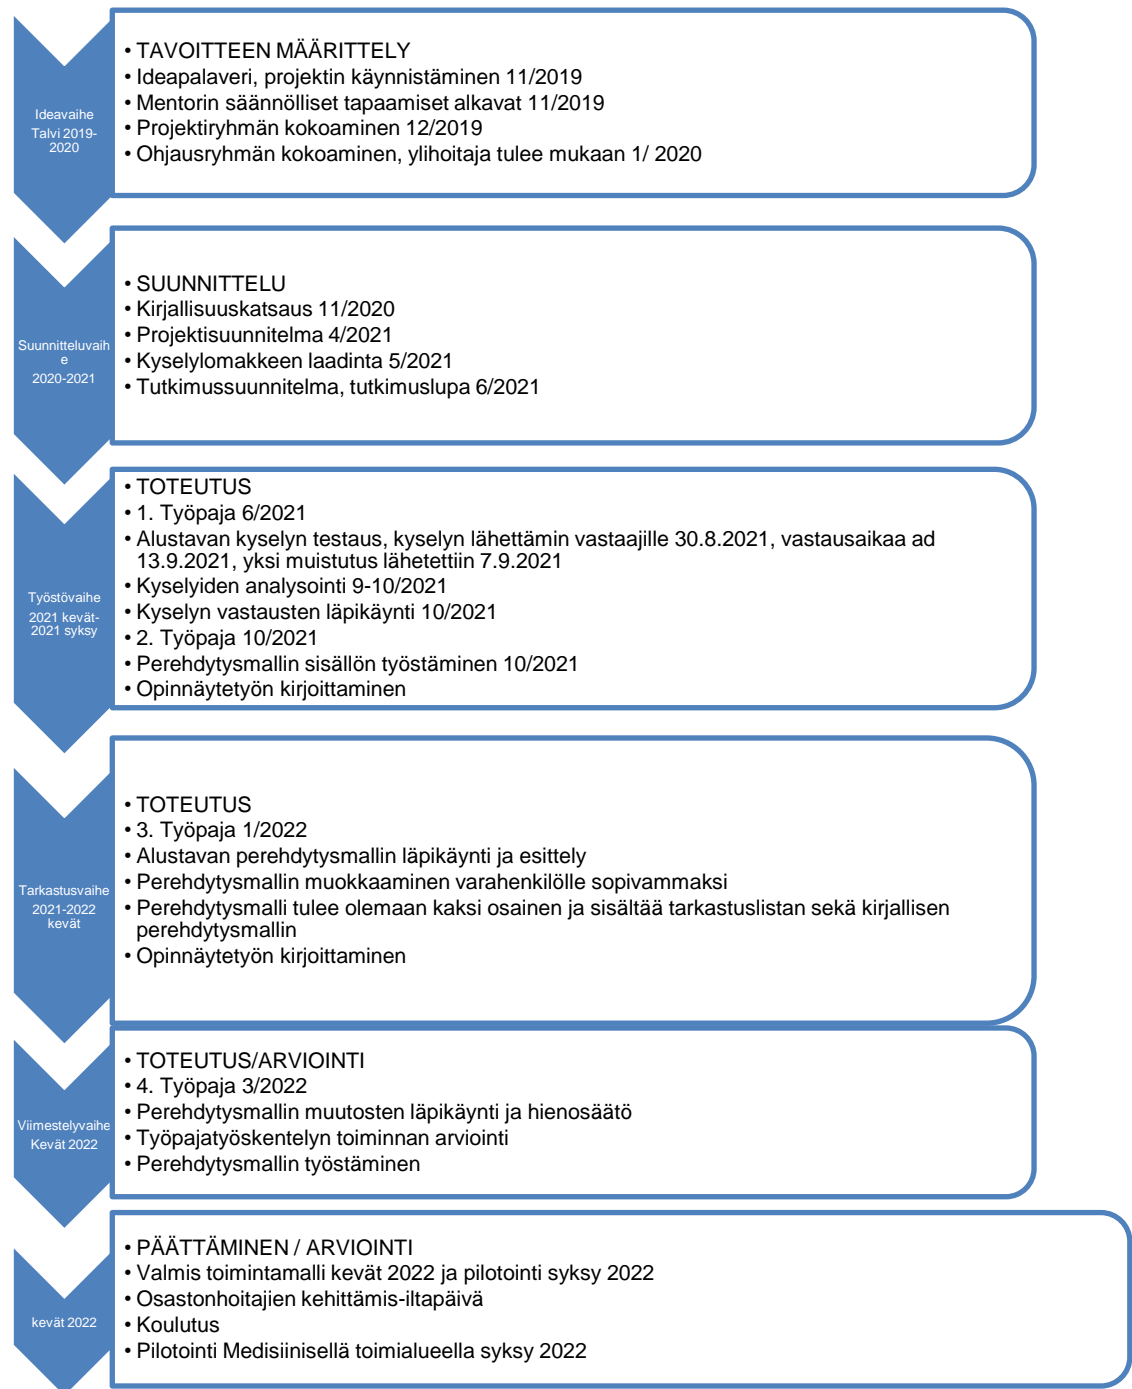 Ideavaihe
Talvi 2019-
2020
• TAVOITTEEN MÄÄRITTELY
• Ideapalaveri, projektin käynnistäminen 11/2019
• Mentorin säännölliset tapaamiset alkavat 11/2019
• Projektiryhmän kokoaminen 12/2019
• Ohjausryhmän kokoaminen, ylihoitaja tulee mukaan 1/ 2020
Suunnitteluvaih
e
2020-2021
• SUUNNITTELU
• Kirjallisuuskatsaus 11/2020
• Projektisuunnitelma 4/2021
• Kyselylomakkeen laadinta 5/2021
• Tutkimussuunnitelma, tutkimuslupa 6/2021
Työstövaihe
2021 kevät-
2021 syksy
• TOTEUTUS
• 1. Työpaja 6/2021
• Alustavan kyselyn testaus, kyselyn lähettämin vastaajille 30.8.2021, vastausaikaa ad
13.9.2021, yksi muistutus lähetettiin 7.9.2021
• Kyselyiden analysointi 9-10/2021
• Kyselyn vastausten läpikäynti 10/2021
• 2. Työpaja 10/2021
• Perehdytysmallin sisällön työstäminen 10/2021
• Opinnäytetyön kirjoittaminen
Tarkastusvaihe
2021-2022
kevät
• TOTEUTUS
• 3. Työpaja 1/2022
• Alustavan perehdytysmallin läpikäynti ja esittely
• Perehdytysmallin muokkaaminen varahenkilölle sopivammaksi
• Perehdytysmalli tulee olemaan kaksi osainen ja sisältää tarkastuslistan sekä kirjallisen
perehdytysmallin
• Opinnäytetyön kirjoittaminen
Viimestelyvaihe
Kevät 2022
• TOTEUTUS/ARVIOINTI
• 4. Työpaja 3/2022
• Perehdytysmallin muutosten läpikäynti ja hienosäätö
• Työpajatyöskentelyn toiminnan arviointi
• Perehdytysmallin työstäminen
kevät 2022
• PÄÄTTÄMINEN / ARVIOINTI
• Valmis toimintamalli kevät 2022 ja pilotointi syksy 2022
• Osastonhoitajien kehittämis-iltapäivä
• Koulutus
• Pilotointi Medisiinisellä toimialueella syksy 2022